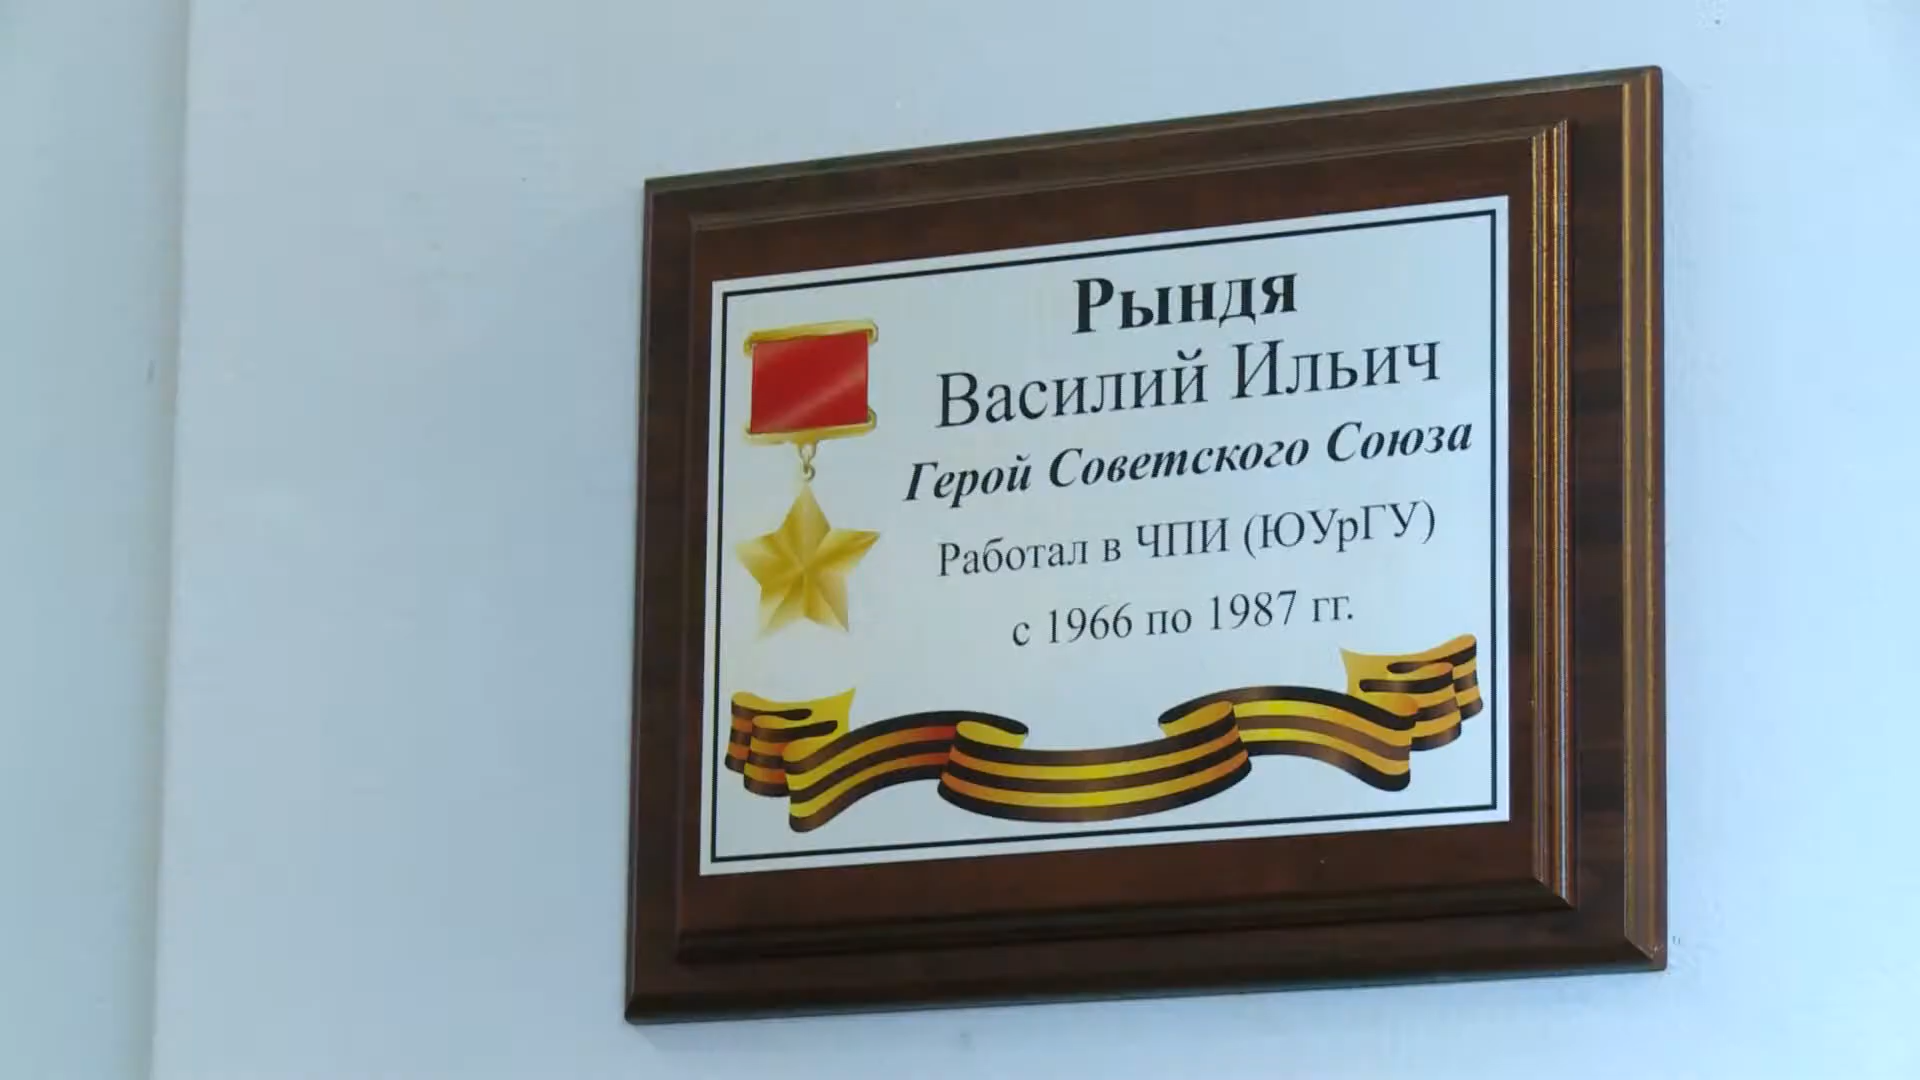 Рындя
Василий Ильич
Герой Советского Союза
Работал в ЧПИ (ЮУрГУ)
с 1966 по 1987 гг.